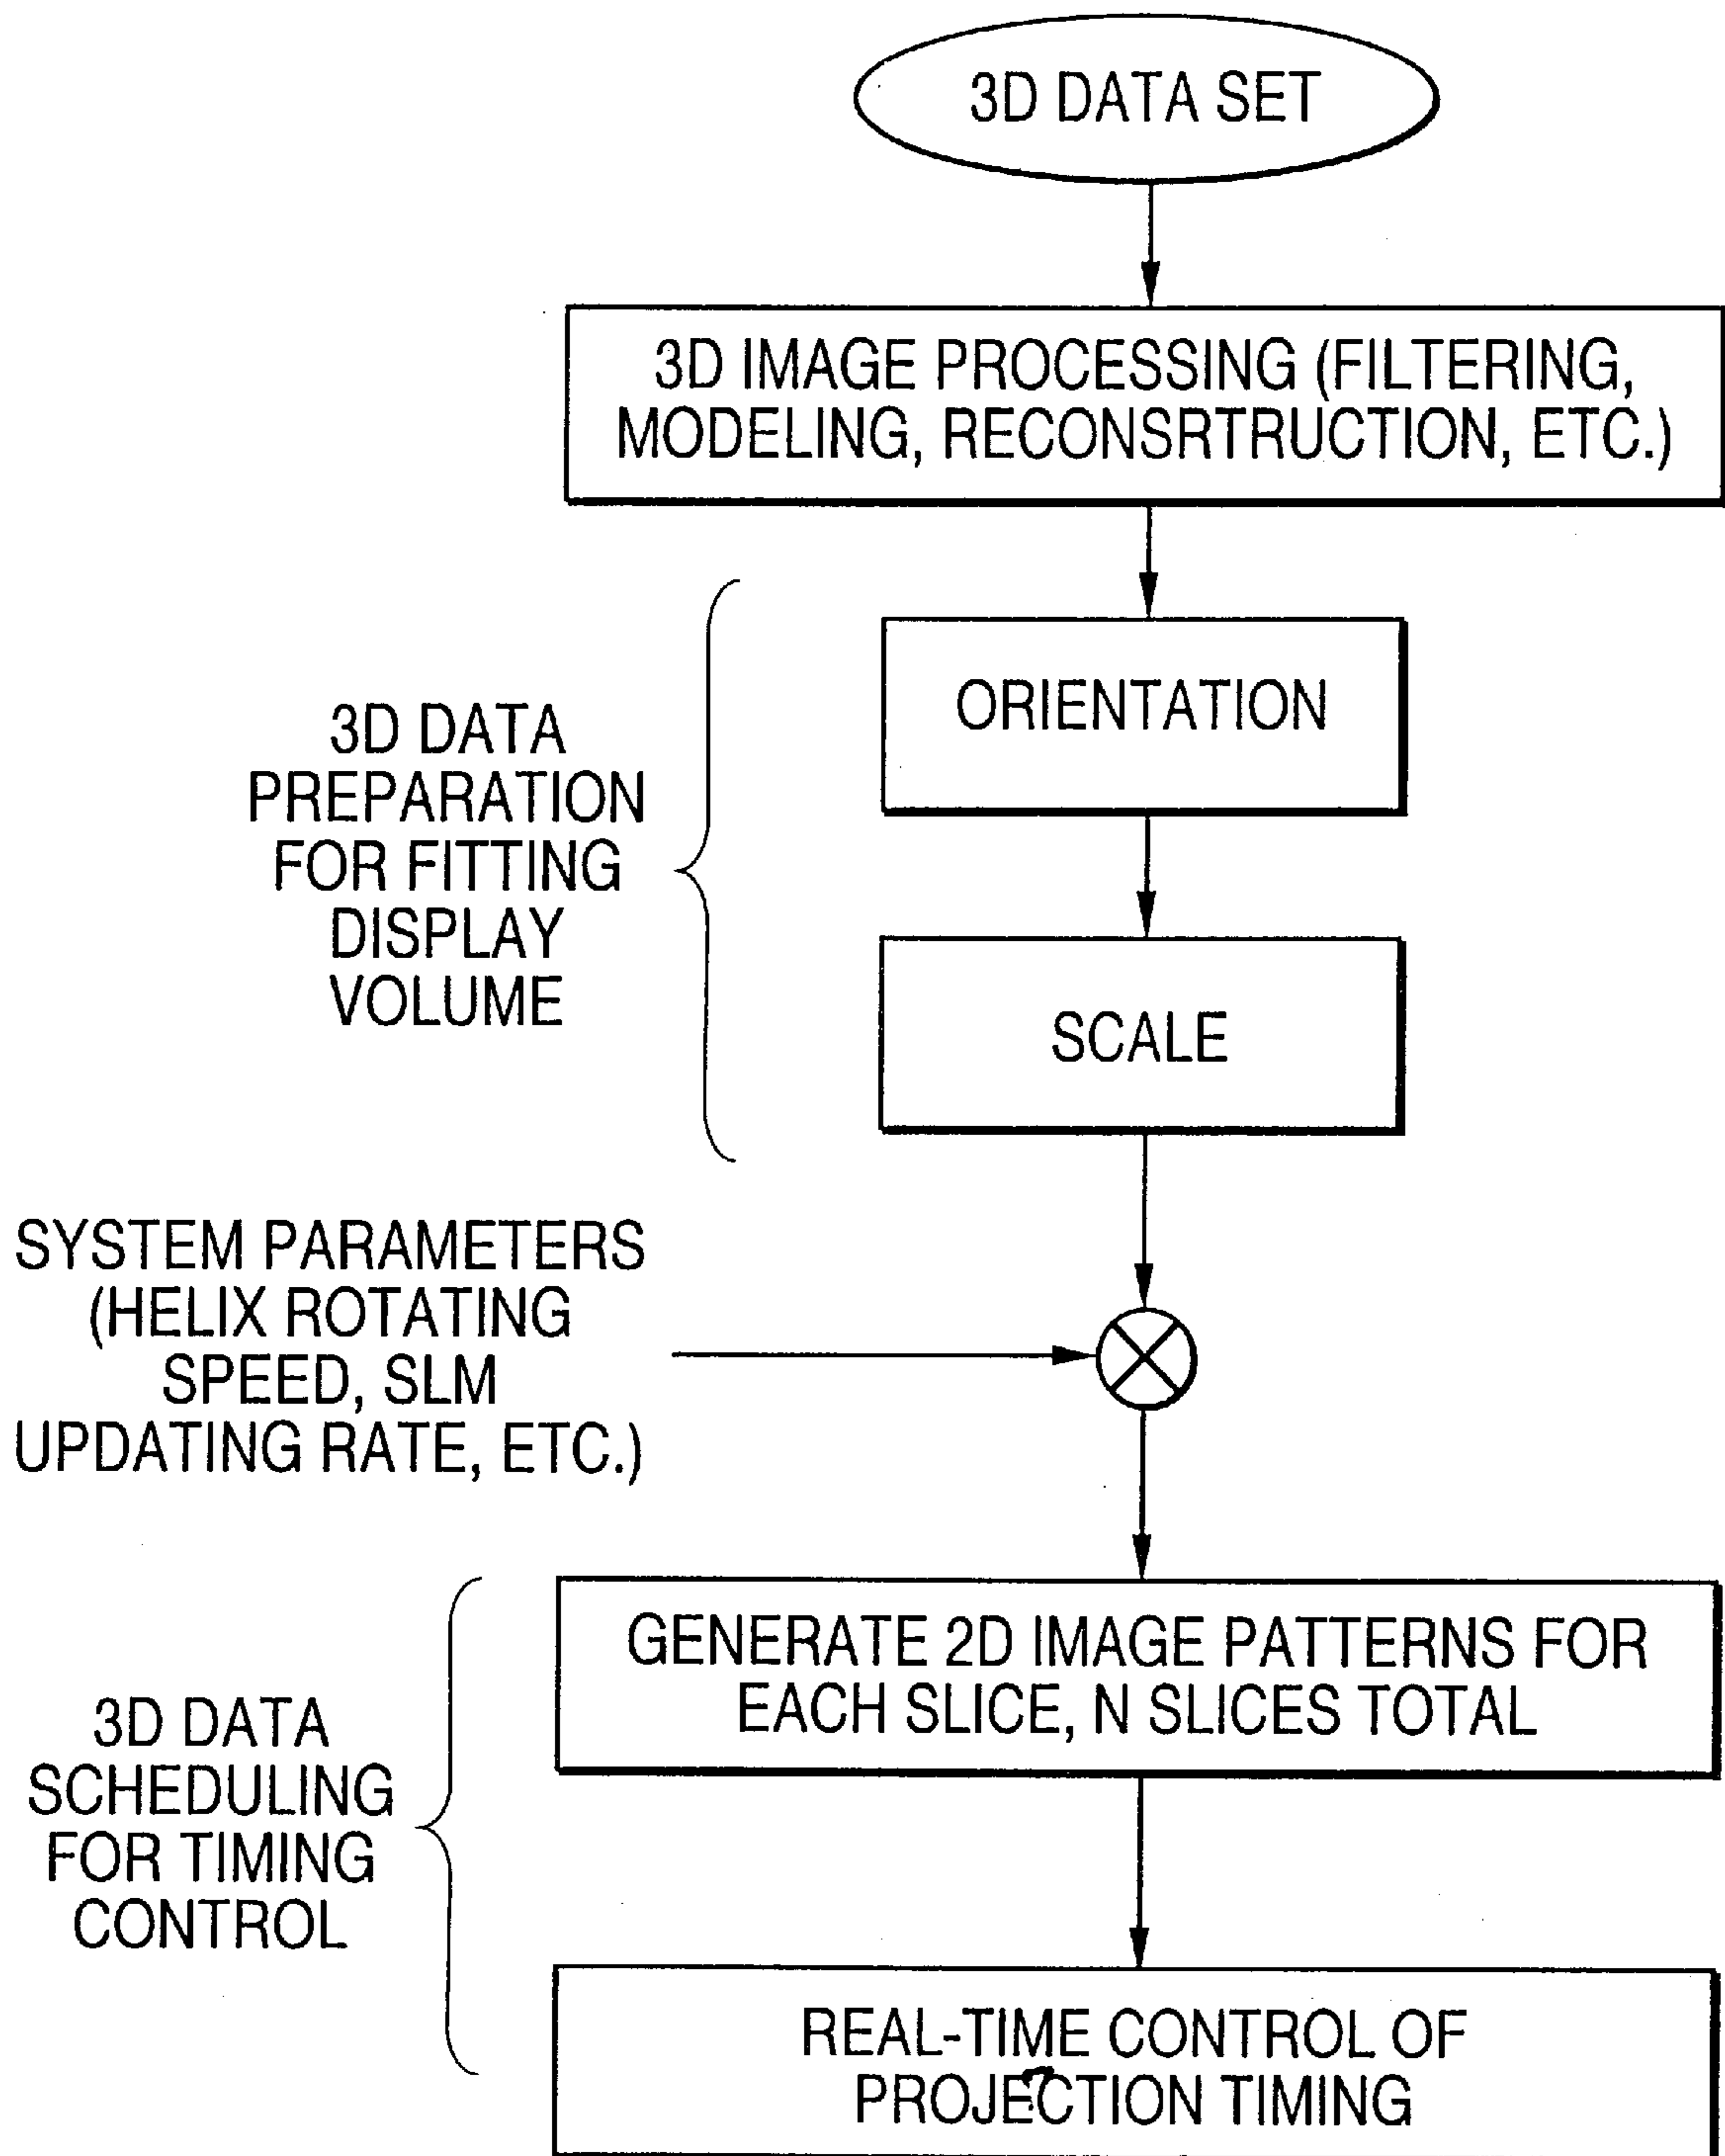 3D DATA SET
3D IMAGE PROCESSING (FILTERING,
MODELING, RECONSRTRUCTION, ETC.)
ORIENTATION
3D DATA
PREPARATION
FOR FITTING
DISPLAY
VOLUME
SCALE
SYSTEM PARAMETERS
(HELIX ROTATING
SPEED, SLM
UPDATING RATE, ETC.)
GENERATE 2D IMAGE PATTERNS FOR
EACH SLICE, N SLICES TOTAL
3D DATA
SCHEDULING
FOR TIMING
CONTROL
REAL-TIME CONTROL OF
PROJECTION TIMING